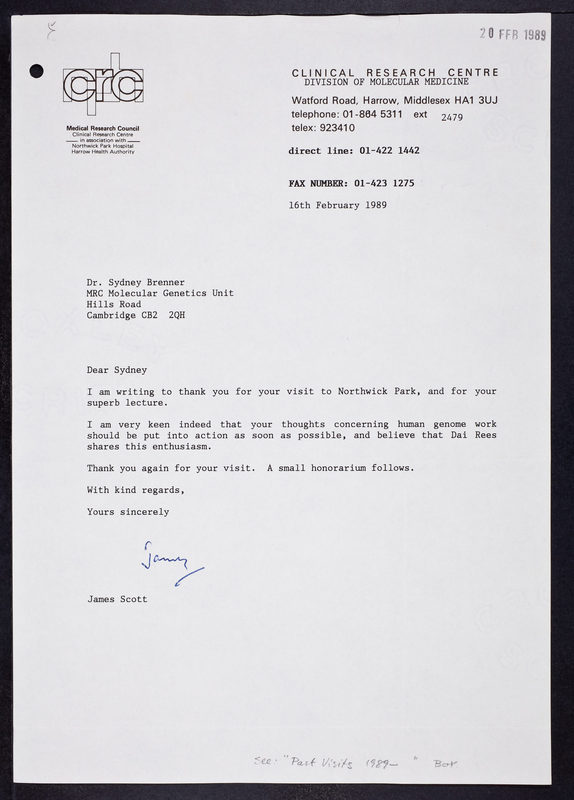 20 FEB 1989
crc
Medical Research Council
Clinical Research Centre
in association with
Northwick Park Hospital
Harrow Health Authority
CLINICAL RESEARCH CENTRE
DIVISION OF MOLECULAR MEDICINE
Watford Road, Harrow, Middlesex HA1 3UJ
telephone: 01-864 5311 ext 2479
telex: 923410
direct line: 01-422 1442
FAX NUMBER: 01-423 1275
16th February 1989
Dr. Sydney Brenner
MRC Molecular Genetics Unit
Hills Road
Cambridge CB2 2QH
Dear Sydney
I am writing to thank you for your visit to Northwick Park, and for your
superb lecture.
I am very keen indeed that your thoughts concerning human genome work
should be put into action as soon as possible, and believe that Dai Rees
shares this enthusiasm.
Thank you again for your visit. A small honorarium follows.
With kind regards,
Yours sincerely
James Scott
See: "Past Visits 1989– " Box